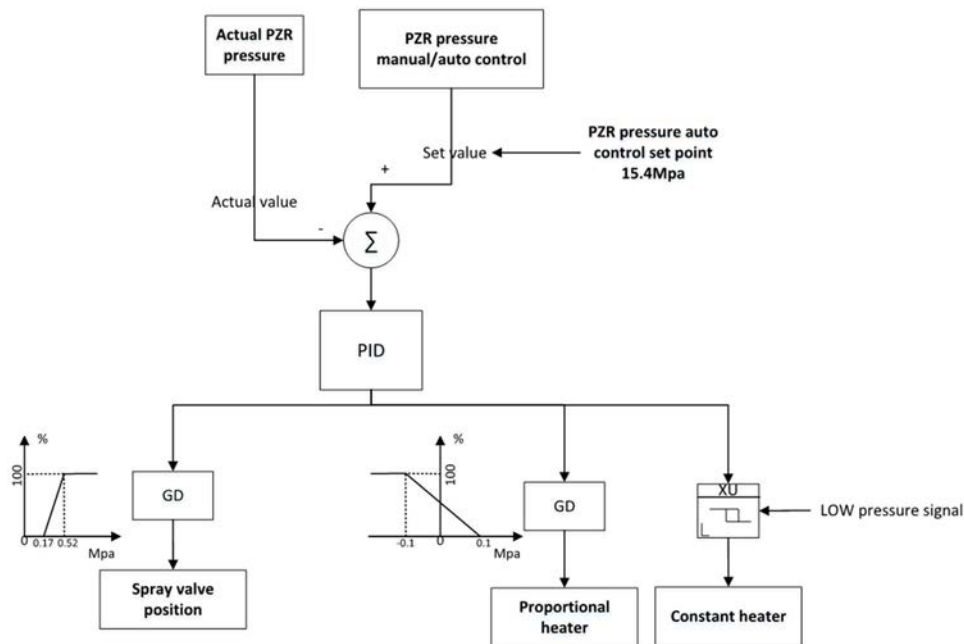 Actual PZR
pressure
PZR pressure
manual/auto control
Set value
PZR pressure auto
control set point
15.4Mpa
+
Actual value
-
Σ
PID
%
100
0
0.17
0.52
Mpa
GD
Spray valve
position
%
100
-0.1
0
0.1
Mpa
GD
Proportional
heater
XU
L
LOW pressure signal
Constant heater